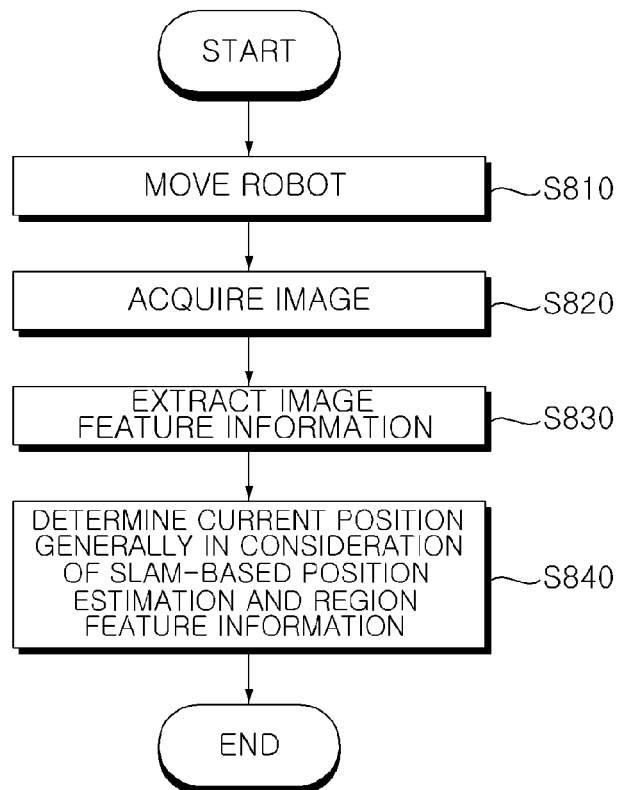 START
MOVE ROBOT
S810
ACQUIRE IMAGE
S820
EXTRACT IMAGE
FEATURE INFORMATION
S830
DETERMINE CURRENT POSITION
GENERALLY IN CONSIDERATION
OF SLAM-BASED POSITION
ESTIMATION AND REGION
FEATURE INFORMATION
S840
END